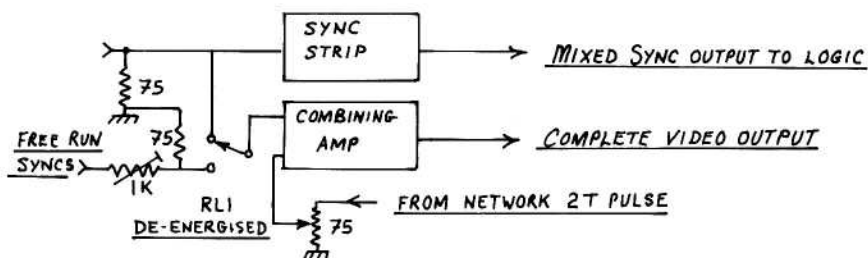 SYNC
STRIP
MIXED SYNC OUTPUT TO LOGIC
75
FREE RUN
SYNCS
75
1K
COMBINING
AMP
COMPLETE VIDEO OUTPUT
RL1
DE-ENERGISED
75
FROM NETWORK 2T PULSE